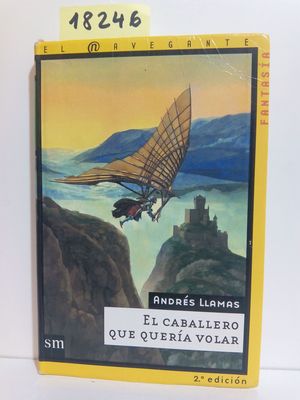 18246
EL NAVEGANTE
FANTASÍA
ANDRÉS LLAMAS
EL CABALLERO
QUE QUERÍA VOLAR
sm
2.ª edición